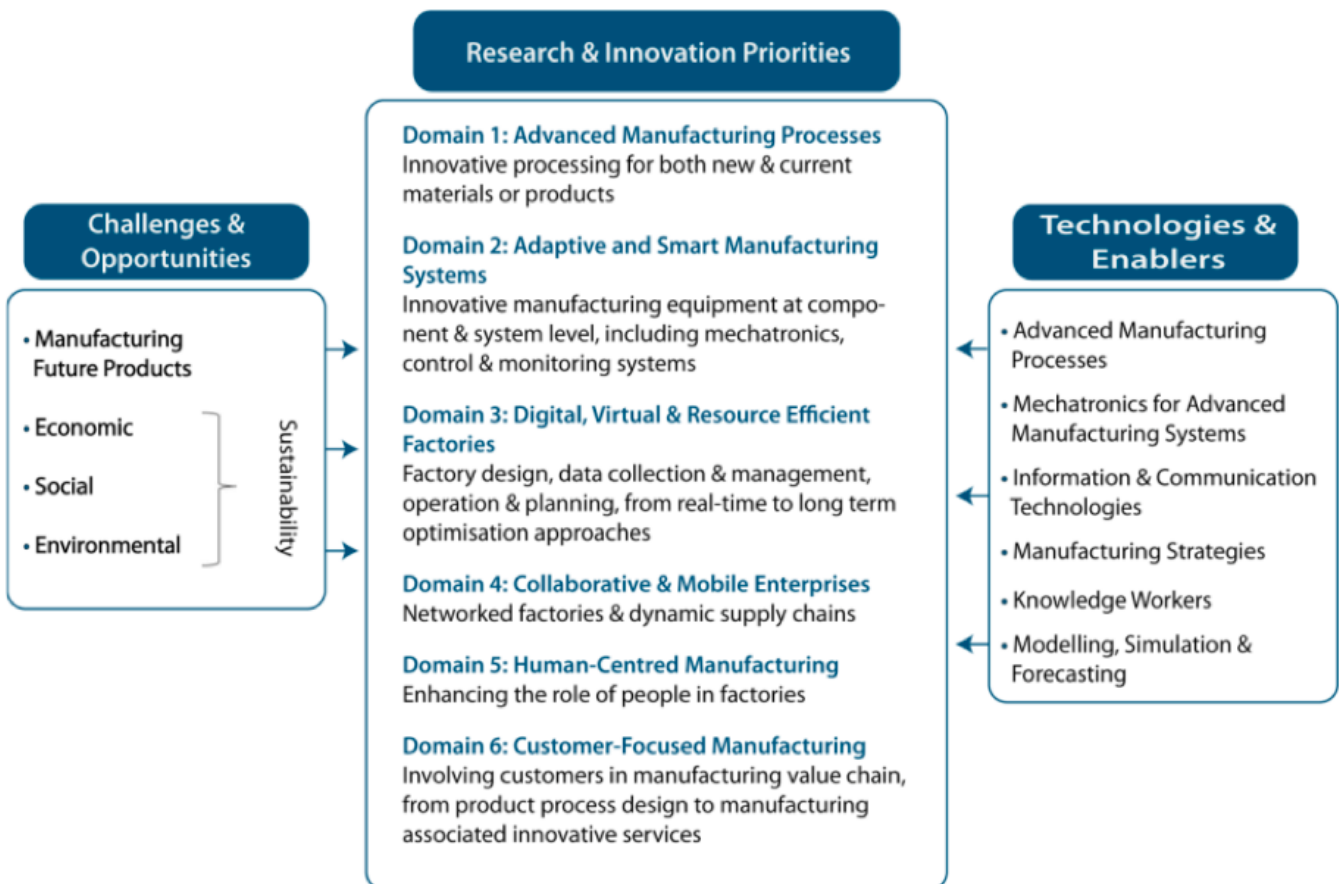 Research & Innovation Priorities
Challenges &
Opportunities
• Manufacturing
Future Products
• Economic
• Social
• Environmental
Sustainability
Domain 1: Advanced Manufacturing Processes
Innovative processing for both new & current
materials or products
Domain 2: Adaptive and Smart Manufacturing
Systems
Innovative manufacturing equipment at compo-
nent & system level, including mechatronics,
control & monitoring systems
Domain 3: Digital, Virtual & Resource Efficient
Factories
Factory design, data collection & management,
operation & planning, from real-time to long term
optimisation approaches
Domain 4: Collaborative & Mobile Enterprises
Networked factories & dynamic supply chains
Domain 5: Human-Centred Manufacturing
Enhancing the role of people in factories
Domain 6: Customer-Focused Manufacturing
Involving customers in manufacturing value chain,
from product process design to manufacturing
associated innovative services
Technologies &
Enablers
• Advanced Manufacturing
Processes
• Mechatronics for Advanced
Manufacturing Systems
• Information & Communication
Technologies
• Manufacturing Strategies
• Knowledge Workers
• Modelling, Simulation &
Forecasting